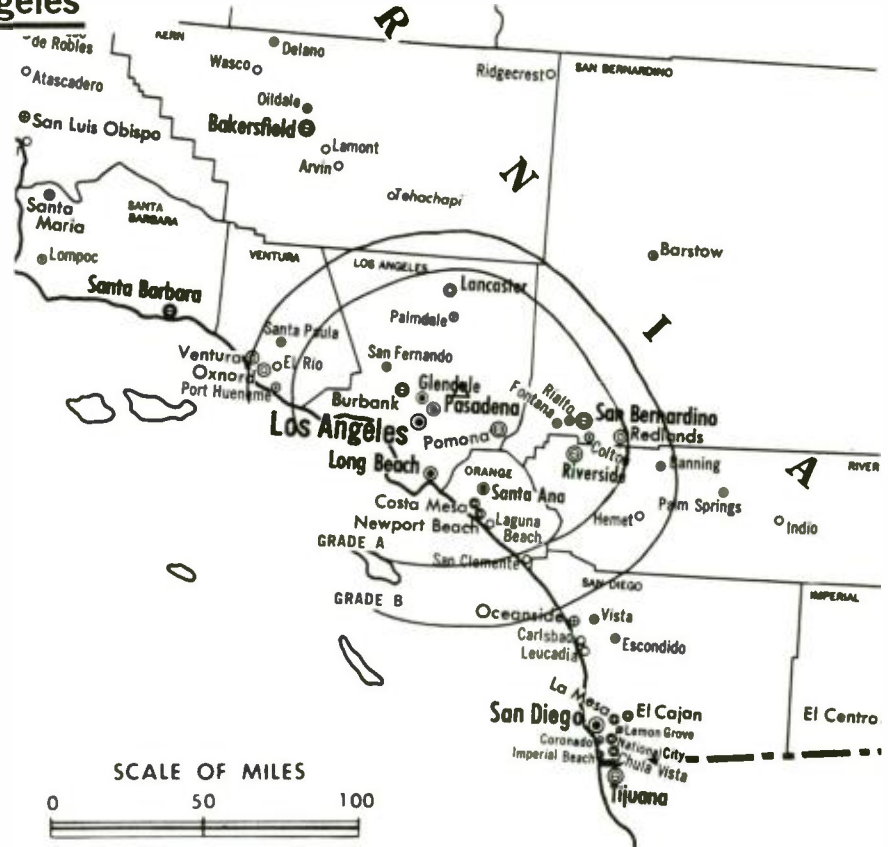 geles
R
de Robles
KERN
Delano
Wasco
Ridgecrest
SAN BERNARDINO
Atascadero
Oildale
San Luis Obispo
Bakersfield
Lamont
Arvin
N
Tehachapi
Santa
Maria
SANTA
BARBARA
Lompoc
VENTURA
LOS ANGELES
Barstow
Santa Barbara
Lancaster
Palmdale
I
Santa Paula
San Fernando
Ventura
El Rio
Oxnard
Port Hueneme
Burbank
Glendale
Pasadena
Fontana
Rialto
San Bernardino
Los Angeles
Pomona
Redlands
Colton
Long Beach
ORANGE
Riverside
Banning
A
RIVER
Santa Ana
Palm Springs
Costa Mesa
Newport Beach
Laguna
Beach
Hemet
Indio
GRADE A
San Clemente
SAN DIEGO
IMPERIAL
GRADE B
Oceanside
Vista
Carlsbad
Leucadia
Escondido
La Mesa
San Diego
El Cajan
El Centro
Lemon Grove
Coronado
National City
Imperial Beach
Chula Vista
Tijuana
SCALE OF MILES
0 50 100